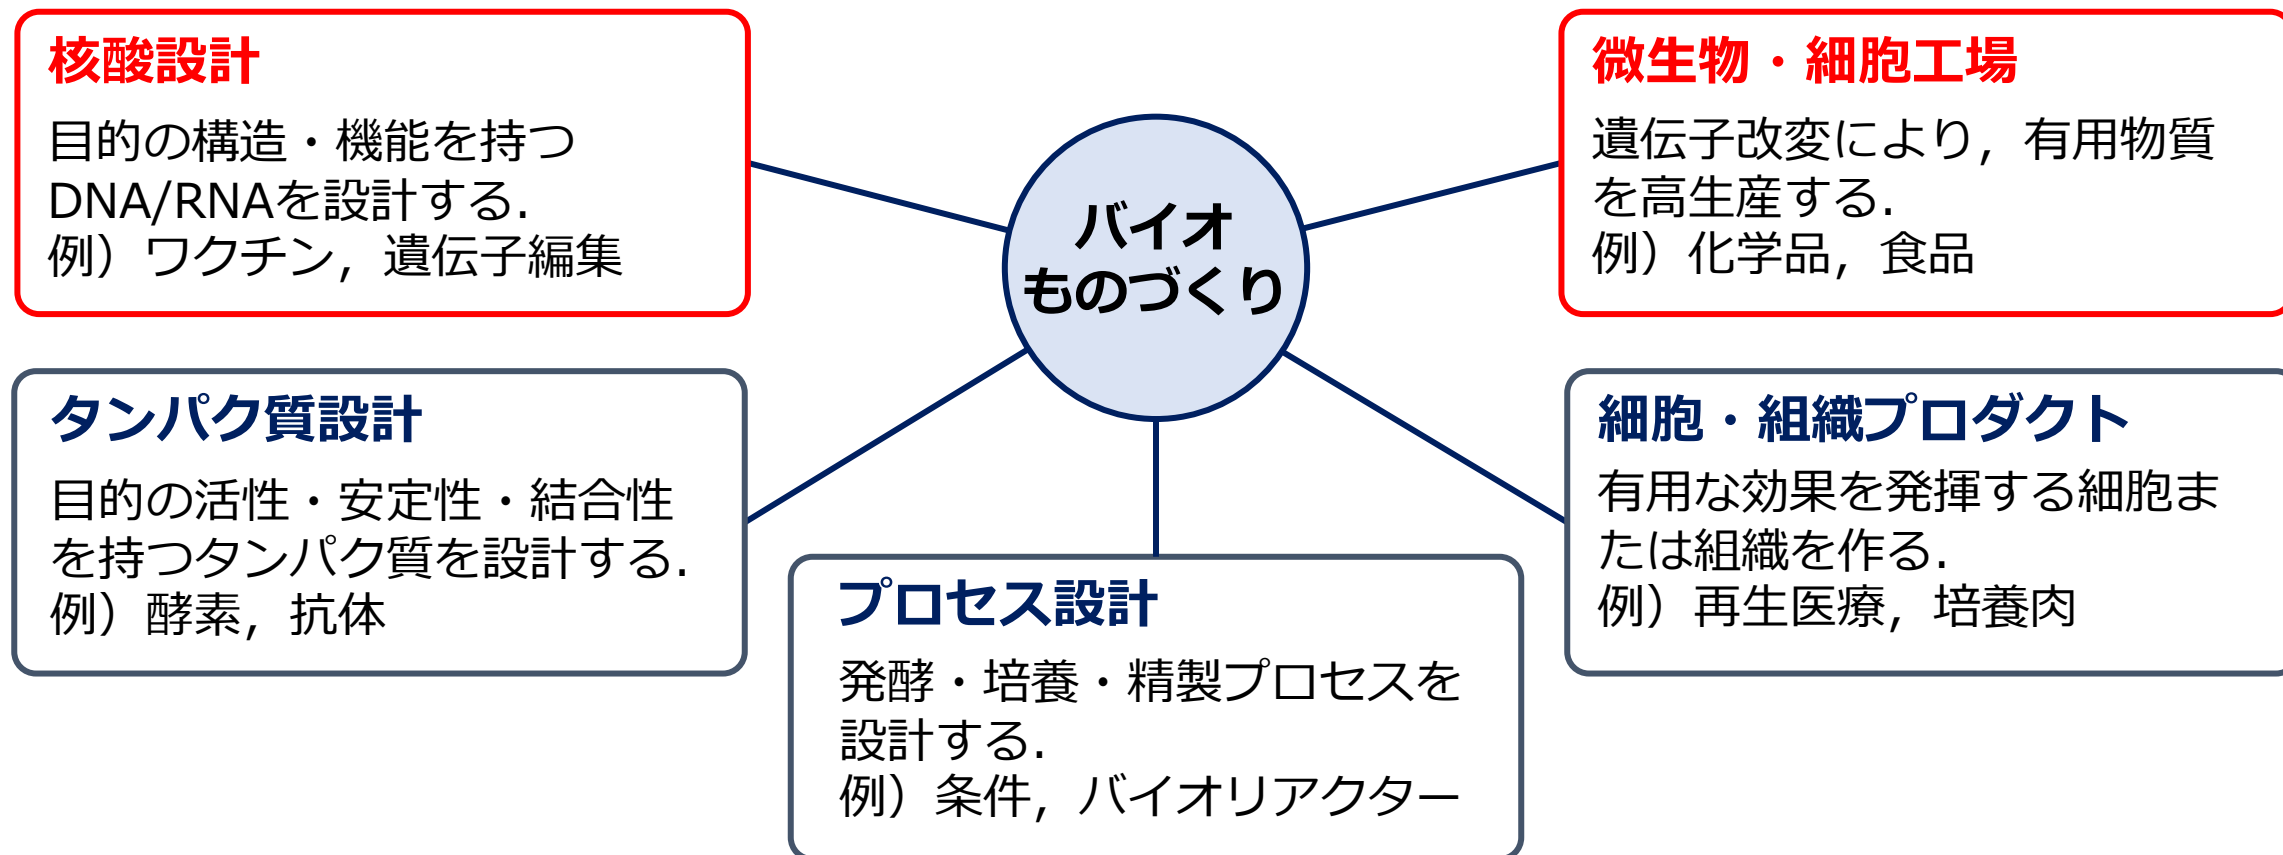 核酸設計
目的の構造・機能を持つ
DNA/RNAを設計する.
例）ワクチン，遺伝子編集
微生物・細胞工場
遺伝子改変により，有用物質
を高生産する.
例）化学品，食品
バイオ
ものづくり
タンパク質設計
目的の活性・安定性・結合性
を持つタンパク質を設計する.
例）酵素，抗体
細胞・組織プロダクト
有用な効果を発揮する細胞ま
たは組織を作る.
例）再生医療，培養肉
プロセス設計
発酵・培養・精製プロセスを
設計する.
例）条件，バイオリアクター